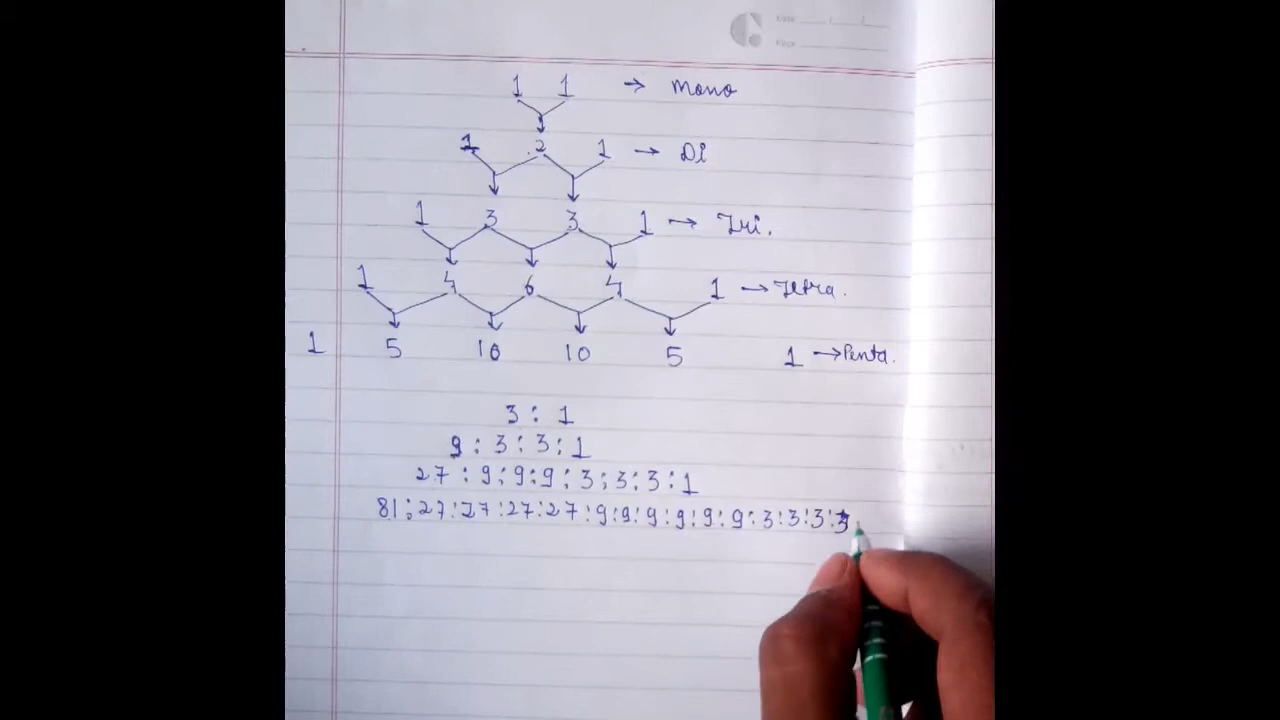 Date
Page
1 1 → Mono
1 2 1 → Di
1 3 3 1 → Tri.
1 4 6 4 1 → Tetra.
1 5 10 10 5 1 → Penta.
3 : 1
9 : 3 : 3 : 1
27 : 9 : 9 : 9 : 3 : 3 : 3 : 1
81 : 27 : 27 : 27 : 27 : 9 : 9 : 9 : 9 : 9 : 9 : 3 : 3 : 3 : 3